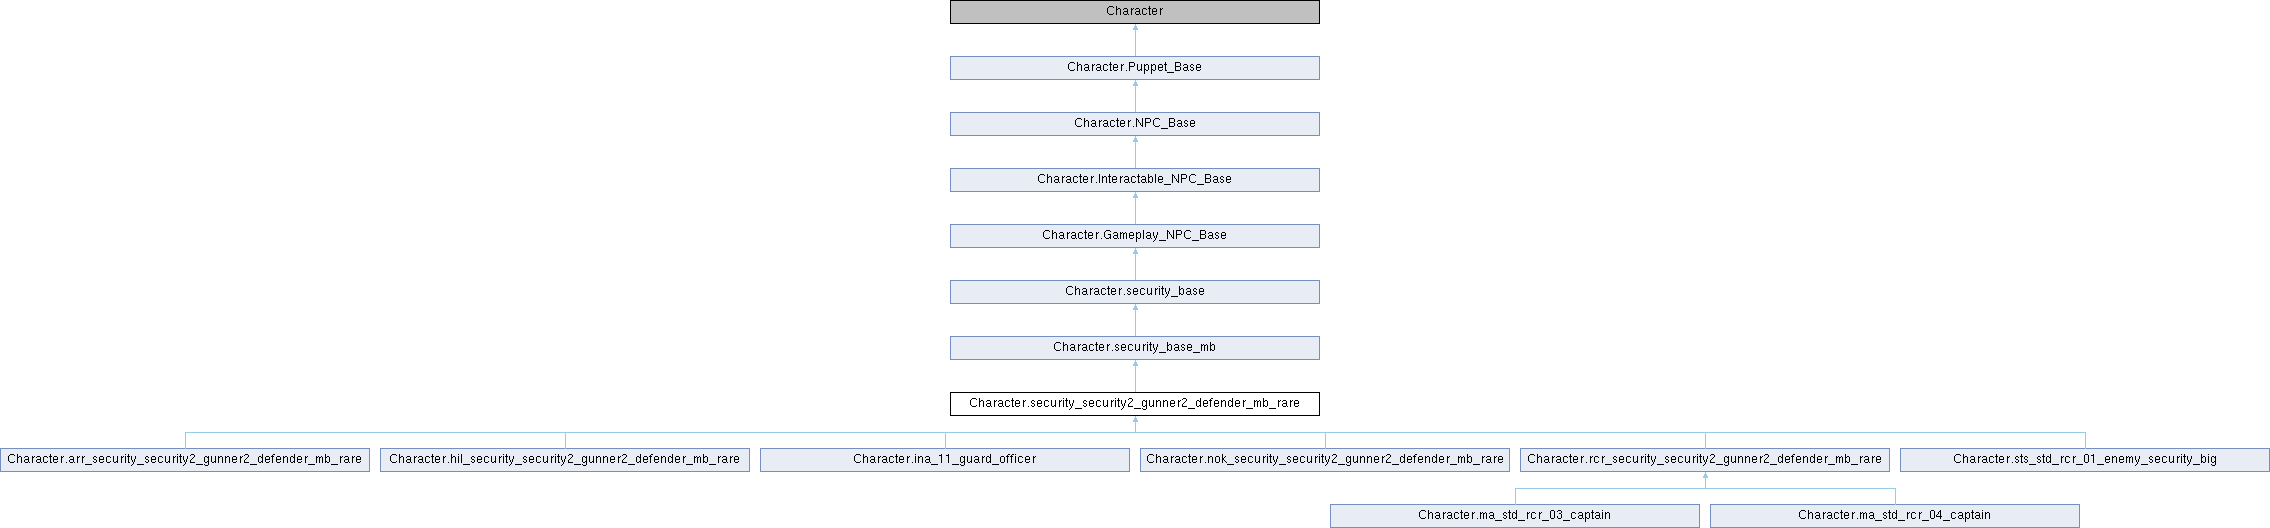 Character
Character.Puppet_Base
Character.NPC_Base
Character.Interactable_NPC_Base
Character.Gameplay_NPC_Base
Character.security_base
Character.security_base_mb
Character.security_security2_gunner2_defender_mb_rare
Character.arr_security_security2_gunner2_defender_mb_rare
Character.hil_security_security2_gunner2_defender_mb_rare
Character.ina_11_guard_officer
Character.nok_security_security2_gunner2_defender_mb_rare
Character.rcr_security_security2_gunner2_defender_mb_rare
Character.sts_std_rcr_01_enemy_security_big
Character.ma_std_rcr_03_captain
Character.ma_std_rcr_04_captain